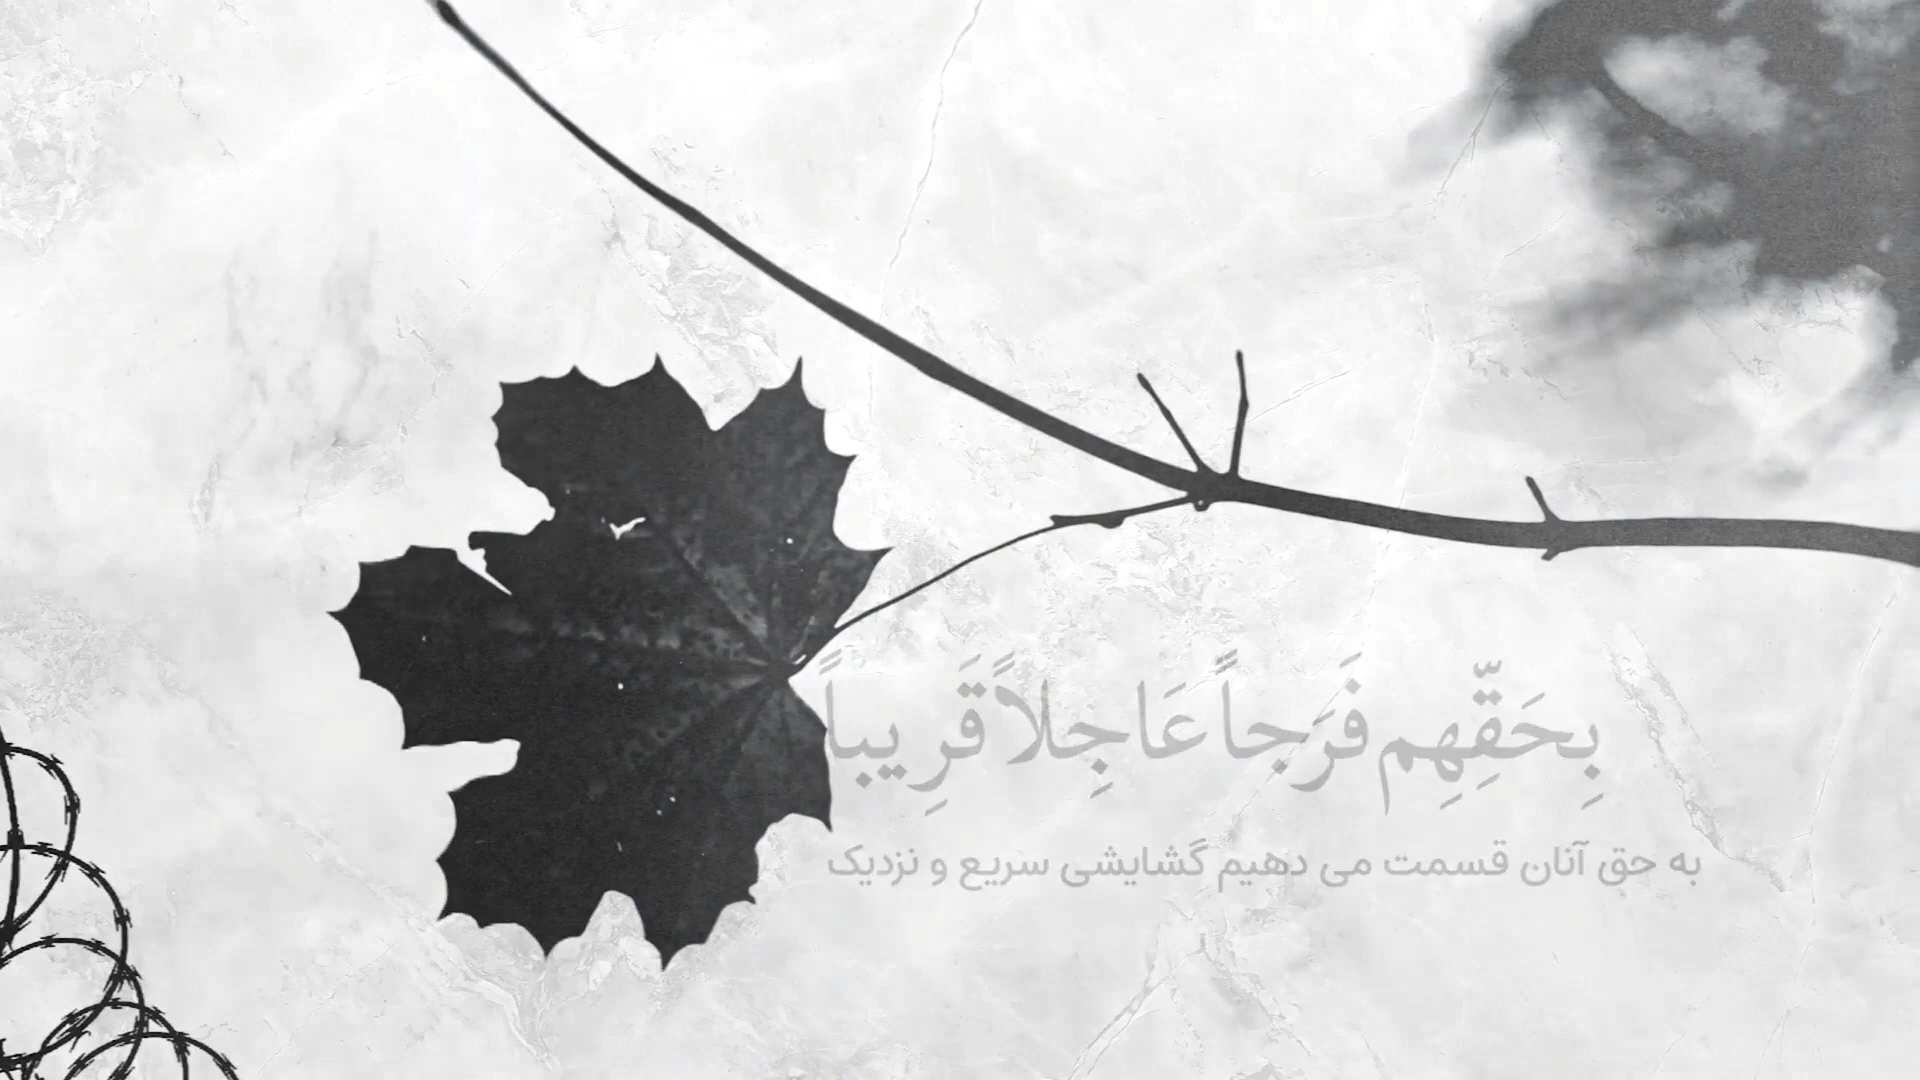 بِحَقِّهِم فَرَجاً عَاجِلاً قَرِيباً
به حق آنان قسمت می دهیم گشایشی سریع و نزدیک